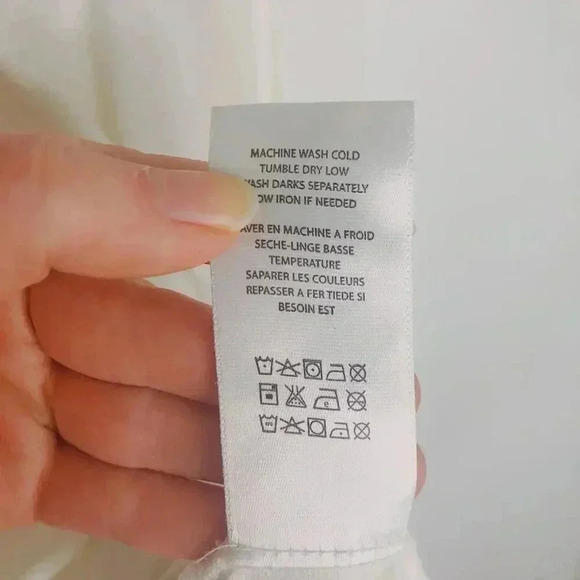 MACHINE WASH COLD
TUMBLE DRY LOW
DARKS SEPARATELY
IRON IF NEEDED
EN MACHINE A FROID
SECHE-LINGE BASSE
TEMPERATURE
SAPARER LES COULEURS
REPASSER A FER TIEDE SI
BESOIN EST